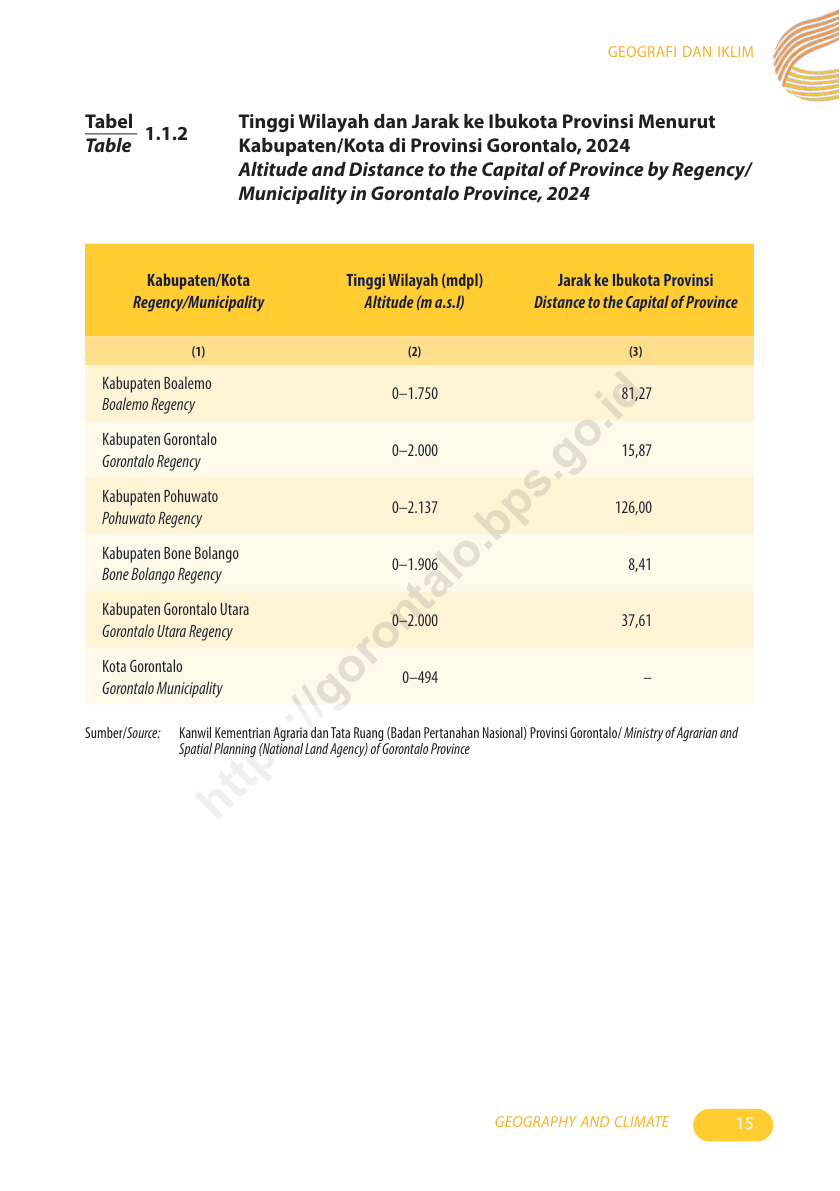 GEOGRAFI DAN IKLIM
Tabel
Table
1.1.2
Tinggi Wilayah dan Jarak ke Ibukota Provinsi Menurut
Kabupaten/Kota di Provinsi Gorontalo, 2024
Altitude and Distance to the Capital of Province by Regency/
Municipality in Gorontalo Province, 2024
Kabupaten/Kota Tinggi Wilayah (mdpl) Jarak ke Ibukota Provinsi
Regency/Municipality Altitude (m a.s.l) Distance to the Capital of Province
(1) (2) (3)
Kabupaten Boalemo
Boalemo Regency
0–1.750 81,27
Kabupaten Gorontalo
Gorontalo Regency
0–2.000 15,87
Kabupaten Pohuwato
Pohuwato Regency
0–2.137 126,00
Kabupaten Bone Bolango
Bone Bolango Regency
0–1.906 8,41
Kabupaten Gorontalo Utara
Gorontalo Utara Regency
0–2.000 37,61
Kota Gorontalo
Gorontalo Municipality
0–494 –
Sumber/Source: Kanwil Kementrian Agraria dan Tata Ruang (Badan Pertanahan Nasional) Provinsi Gorontalo/ Ministry of Agrarian and
Spatial Planning (National Land Agency) of Gorontalo Province
https://gorontalo.bps.go.id
GEOGRAPHY AND CLIMATE 15